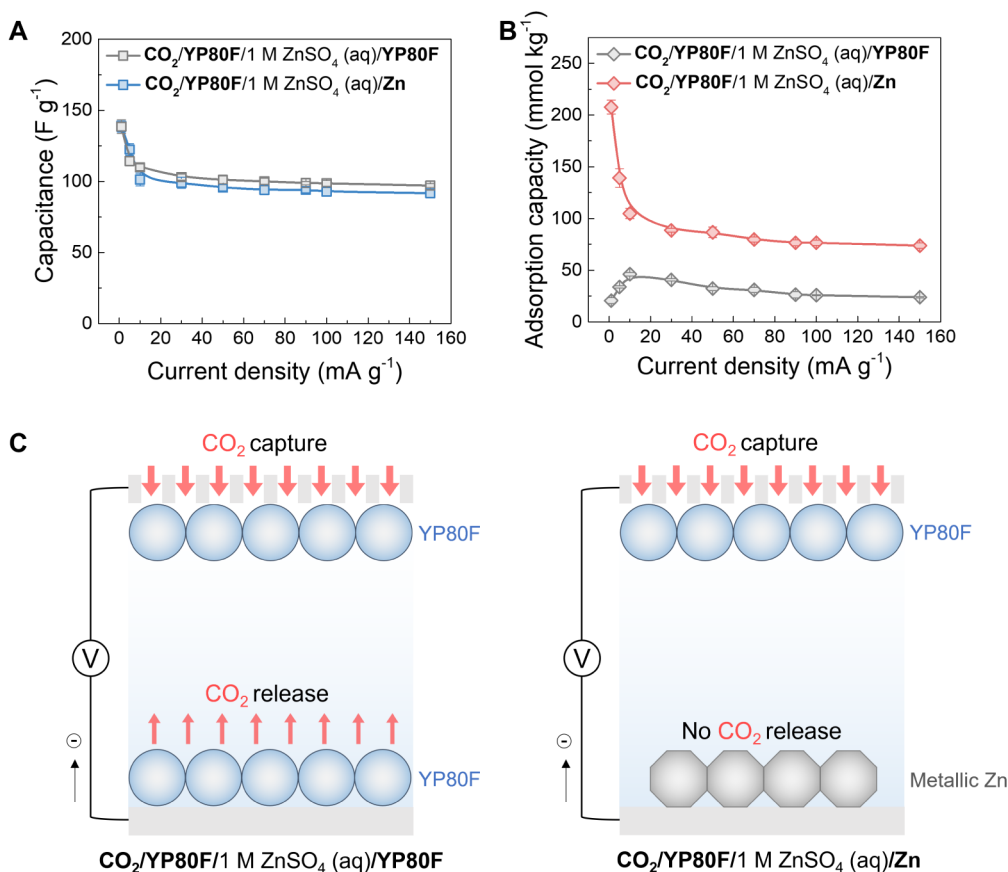 A
CO₂/YP80F/1 M ZnSO₄ (aq)/YP80F
CO₂/YP80F/1 M ZnSO₄ (aq)/Zn
Capacitance (F g⁻¹)
200
150
100
50
0
0 20 40 60 80 100 120 140 160
Current density (mA g⁻¹)
B
CO₂/YP80F/1 M ZnSO₄ (aq)/YP80F
CO₂/YP80F/1 M ZnSO₄ (aq)/Zn
Adsorption capacity (mmol kg⁻¹)
250
200
150
100
50
0
0 20 40 60 80 100 120 140 160
Current density (mA g⁻¹)
C
CO₂ capture
YP80F
V
CO₂ release
⊖
YP80F
CO₂/YP80F/1 M ZnSO₄ (aq)/YP80F
CO₂ capture
YP80F
V
No CO₂ release
⊖
Metallic Zn
CO₂/YP80F/1 M ZnSO₄ (aq)/Zn